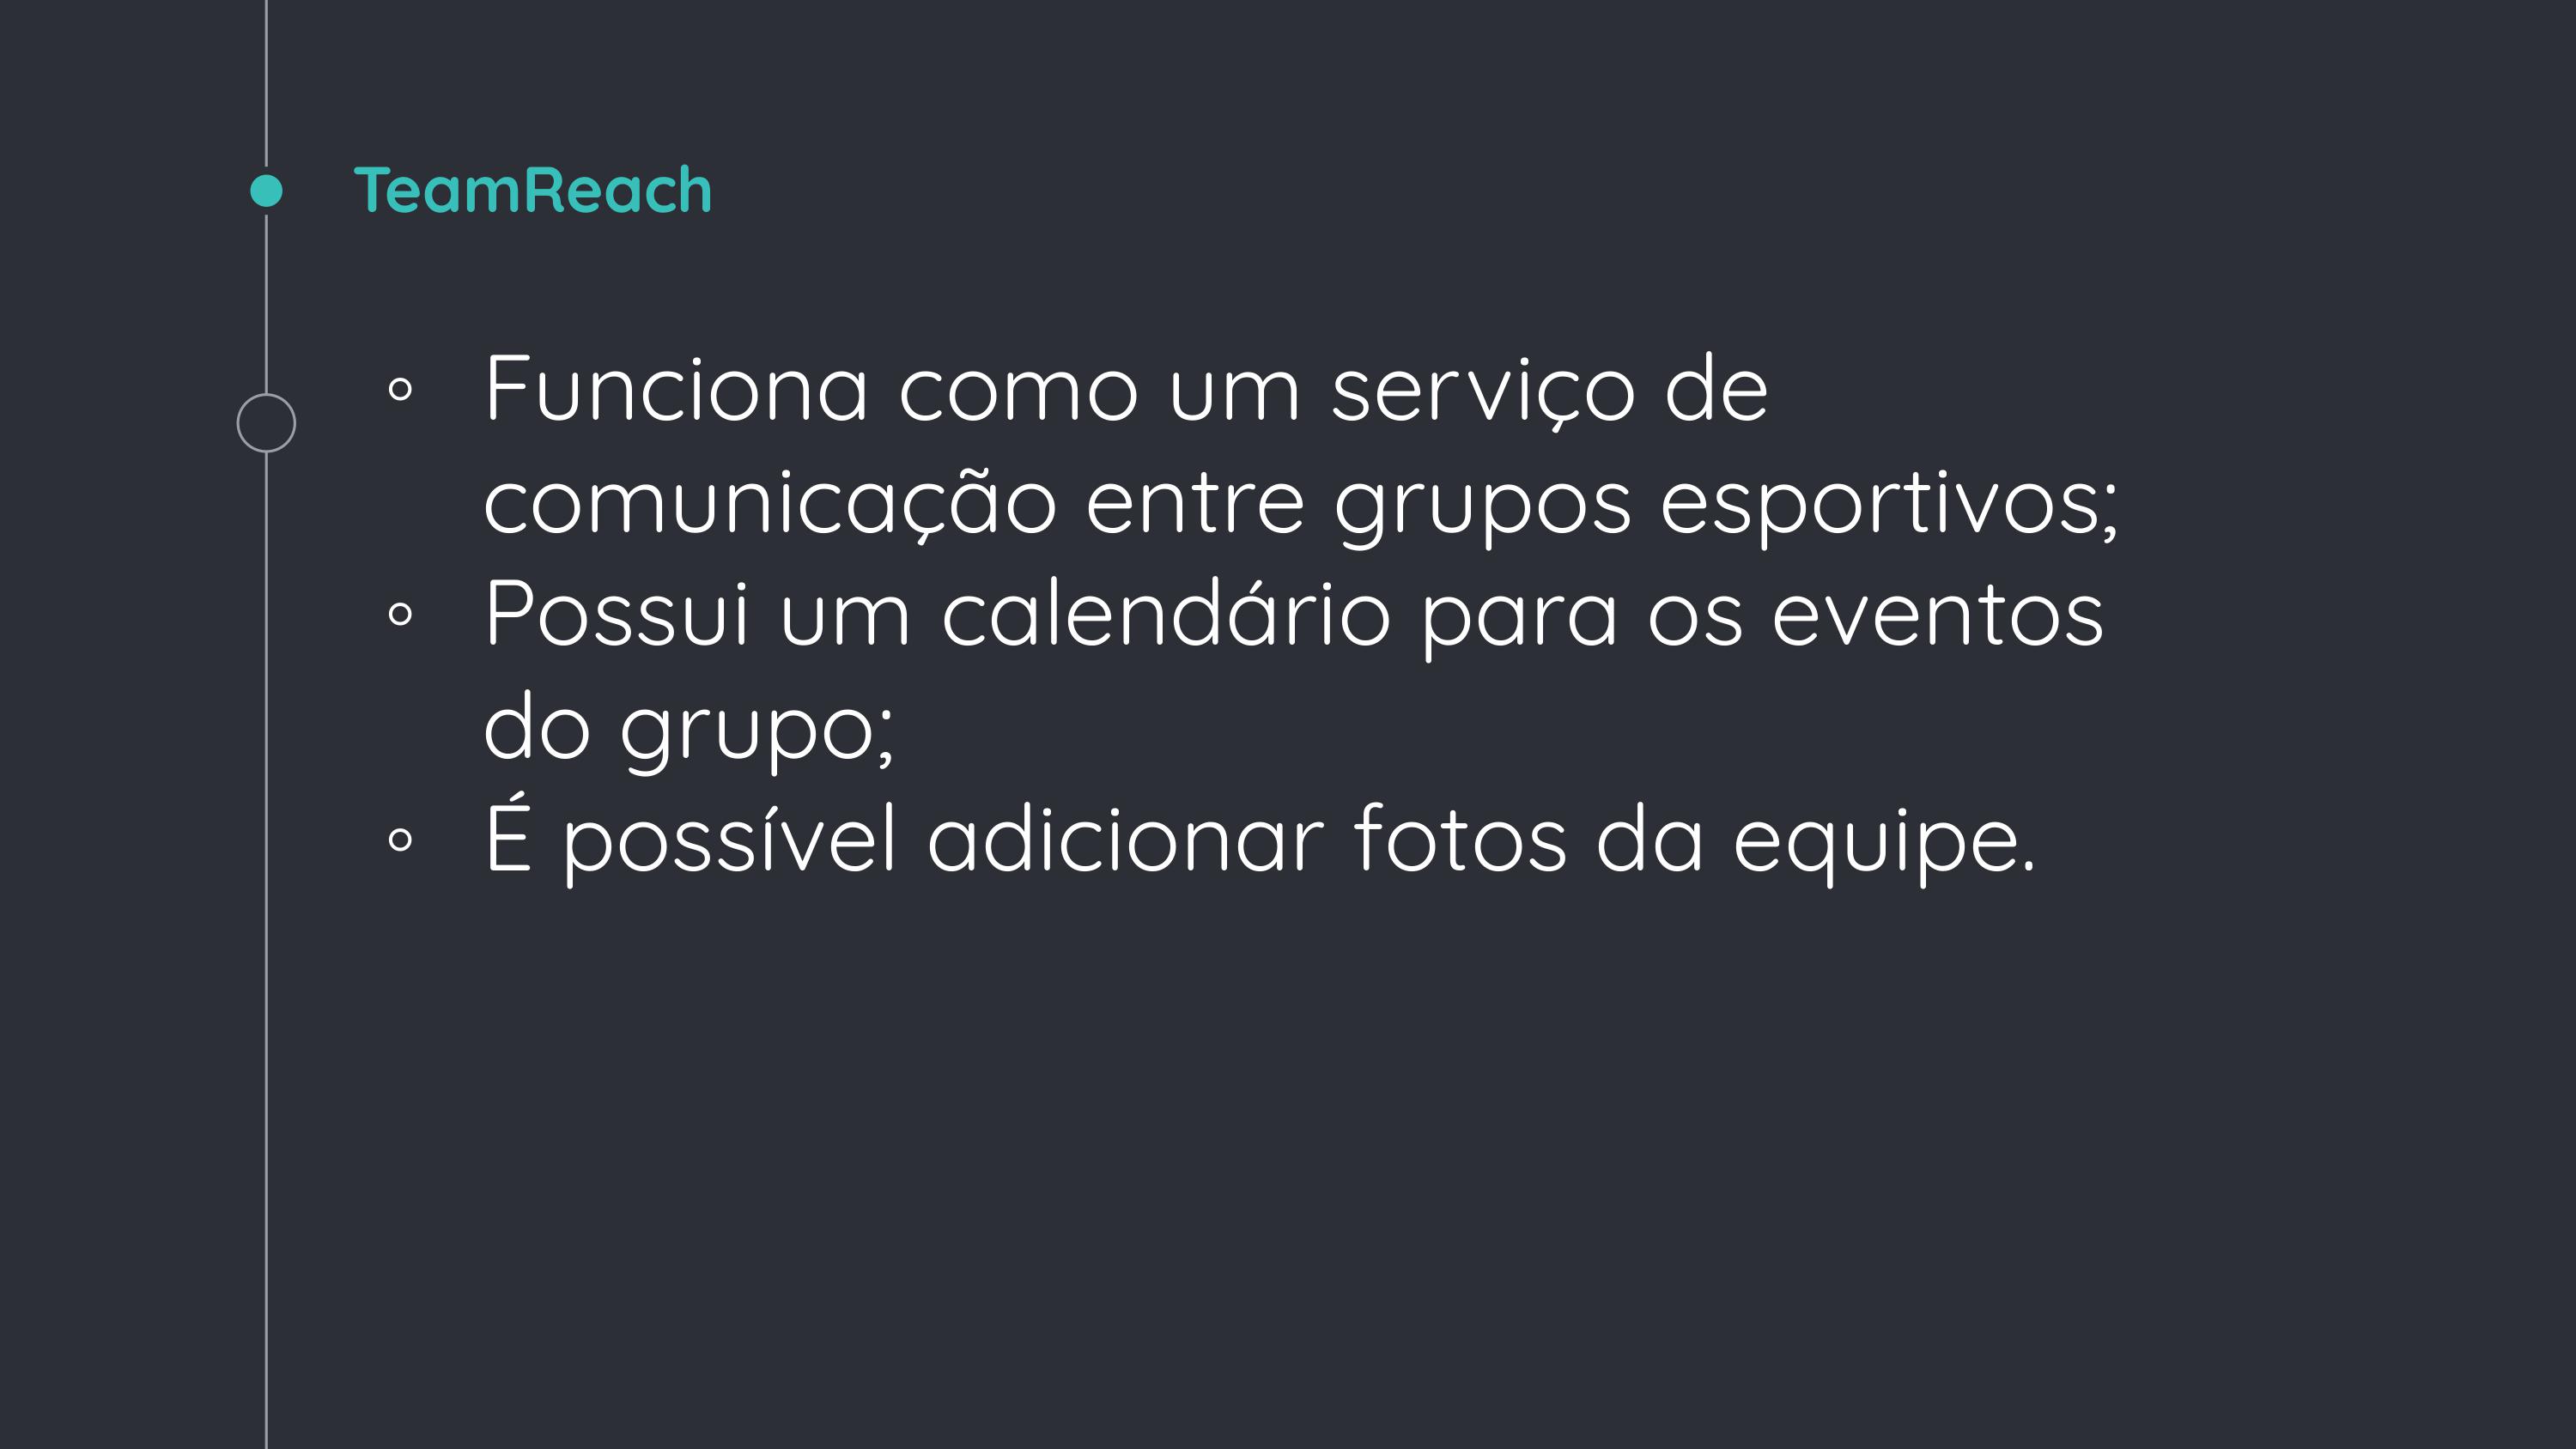 TeamReach
Funciona como um serviço de
comunicação entre grupos esportivos;
Possui um calendário para os eventos
do grupo;
É possível adicionar fotos da equipe.